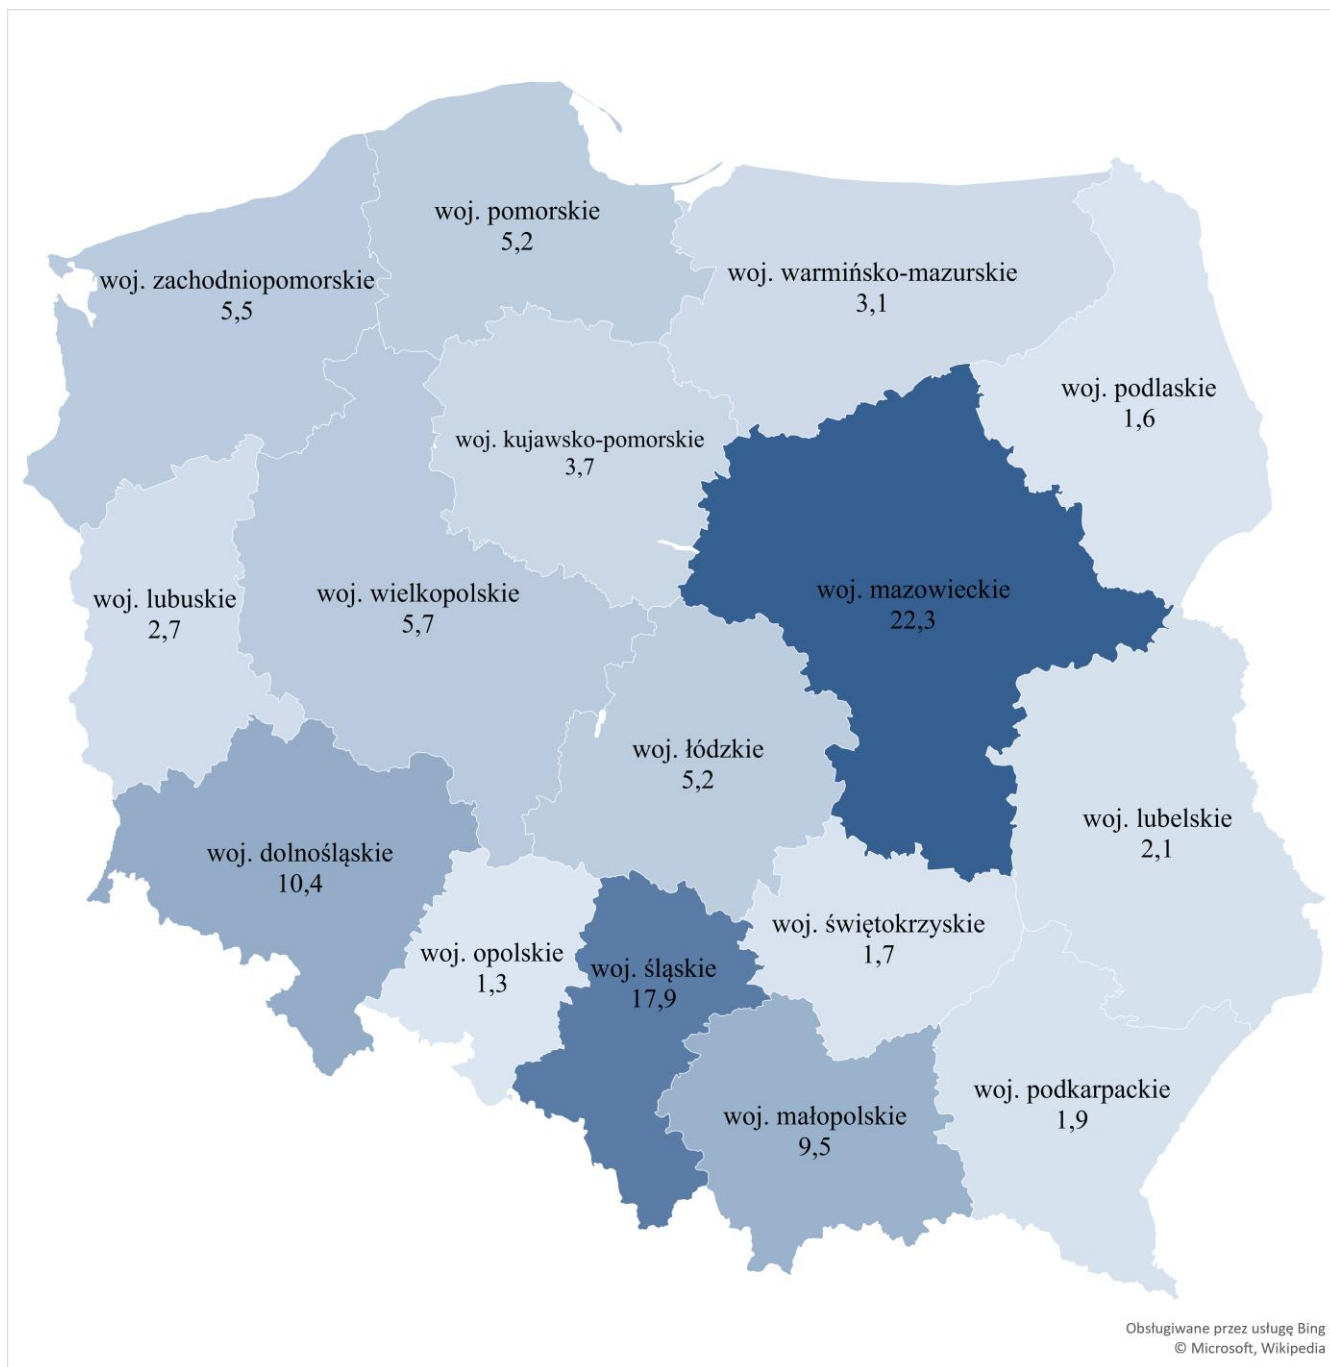 woj. pomorskie
5,2
woj. zachodniopomorskie
5,5
woj. warmińsko-mazurskie
3,1
woj. podlaskie
1,6
woj. kujawsko-pomorskie
3,7
woj. lubuskie
2,7
woj. wielkopolskie
5,7
woj. mazowieckie
22,3
woj. łódzkie
5,2
woj. lubelskie
2,1
woj. dolnośląskie
10,4
woj. opolskie
1,3
woj. śląskie
17,9
woj. świętokrzyskie
1,7
woj. małopolskie
9,5
woj. podkarpackie
1,9
Obsługiwane przez usługę Bing
© Microsoft, Wikipedia